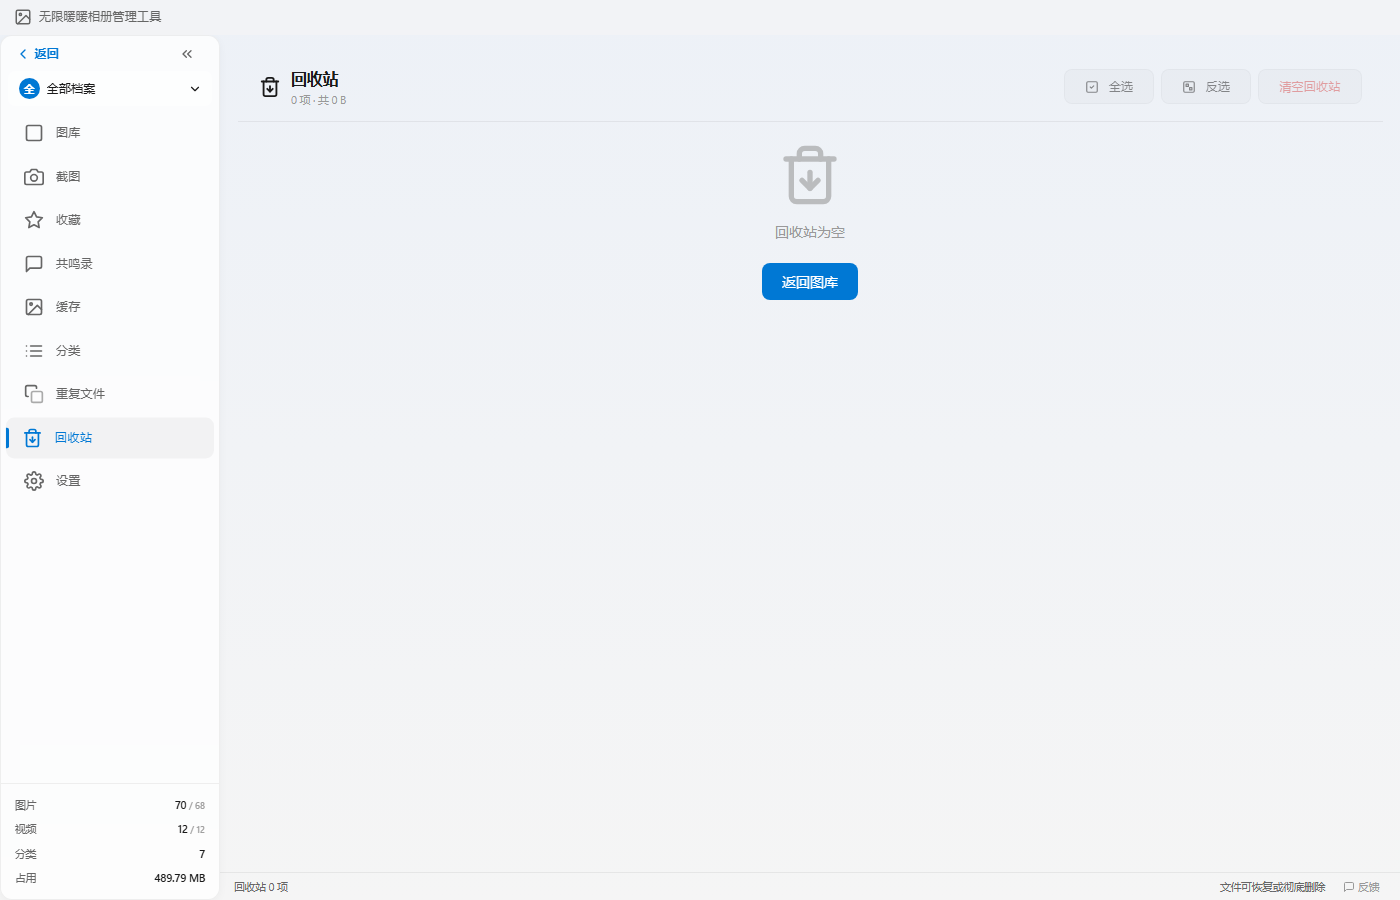 无限暖暖相册管理工具
返回
全 全部档案
图库
截图
收藏
共鸣录
缓存
分类
重复文件
回收站
设置
图片 70 / 68
视频 12 / 12
分类 7
占用 489.79 MB
回收站
0 项 · 共 0 B
全选
反选
清空回收站
回收站为空
返回图库
回收站 0 项
文件可恢复或彻底删除
反馈